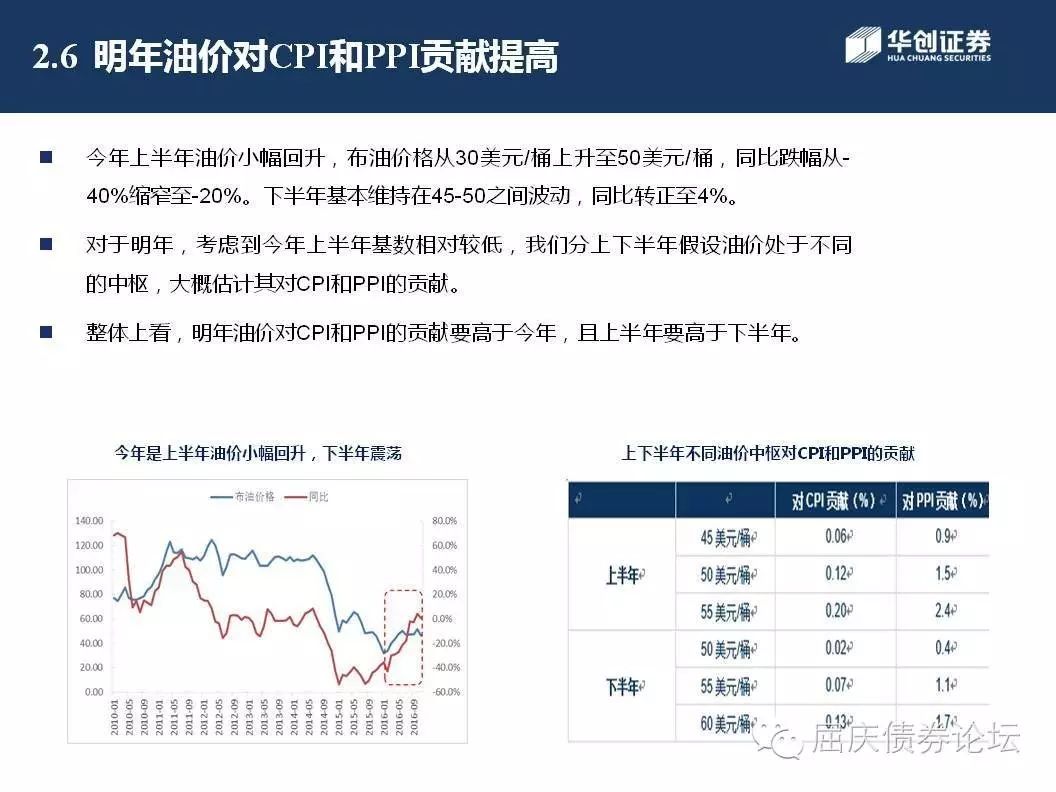 2.6 明年油价对CPI和PPI贡献提高
华创证券
HUA CHUANG SECURITIES
今年上半年油价小幅回升，布油价格从30美元/桶上升至50美元/桶，同比跌幅从-
40%缩窄至-20%。下半年基本维持在45-50之间波动，同比转正至4%。
对于明年，考虑到今年上半年基数相对较低，我们分上下半年假设油价处于不同
的中枢，大概估计其对CPI和PPI的贡献。
整体上看，明年油价对CPI和PPI的贡献要高于今年，且上半年要高于下半年。
今年是上半年油价小幅回升，下半年震荡
布油价格 同比
140.00 80.0%
120.00 60.0%
100.00 40.0%
80.00 20.0%
60.00 0.0%
40.00 -20.0%
20.00 -40.0%
0.00 -60.0%
2010-01 2010-05 2010-09 2011-01 2011-05 2011-09 2012-01 2012-05 2012-09 2013-01 2013-05 2013-09 2014-01 2014-05 2014-09 2015-01 2015-05 2015-09 2016-01 2016-05 2016-09
上下半年不同油价中枢对CPI和PPI的贡献
对CPI贡献（%） 对PPI贡献（%）
上半年
45美元/桶 0.06 0.9
50美元/桶 0.12 1.5
55美元/桶 0.20 2.4
下半年
50美元/桶 0.02 0.4
55美元/桶 0.07 1.1
60美元/桶 0.13 1.7
屈庆债券论坛